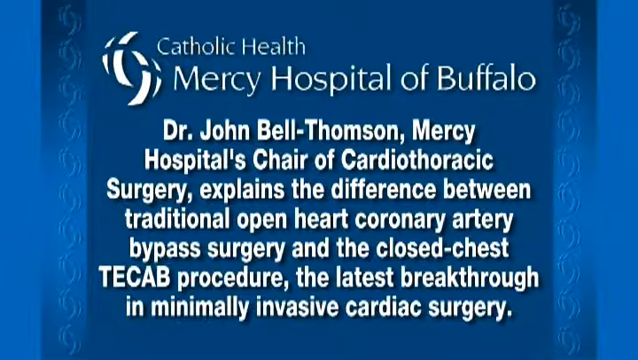 Catholic Health
Mercy Hospital of Buffalo
Dr. John Bell-Thomson, Mercy
Hospital's Chair of Cardiothoracic
Surgery, explains the difference between
traditional open heart coronary artery
bypass surgery and the closed-chest
TECAB procedure, the latest breakthrough
in minimally invasive cardiac surgery.